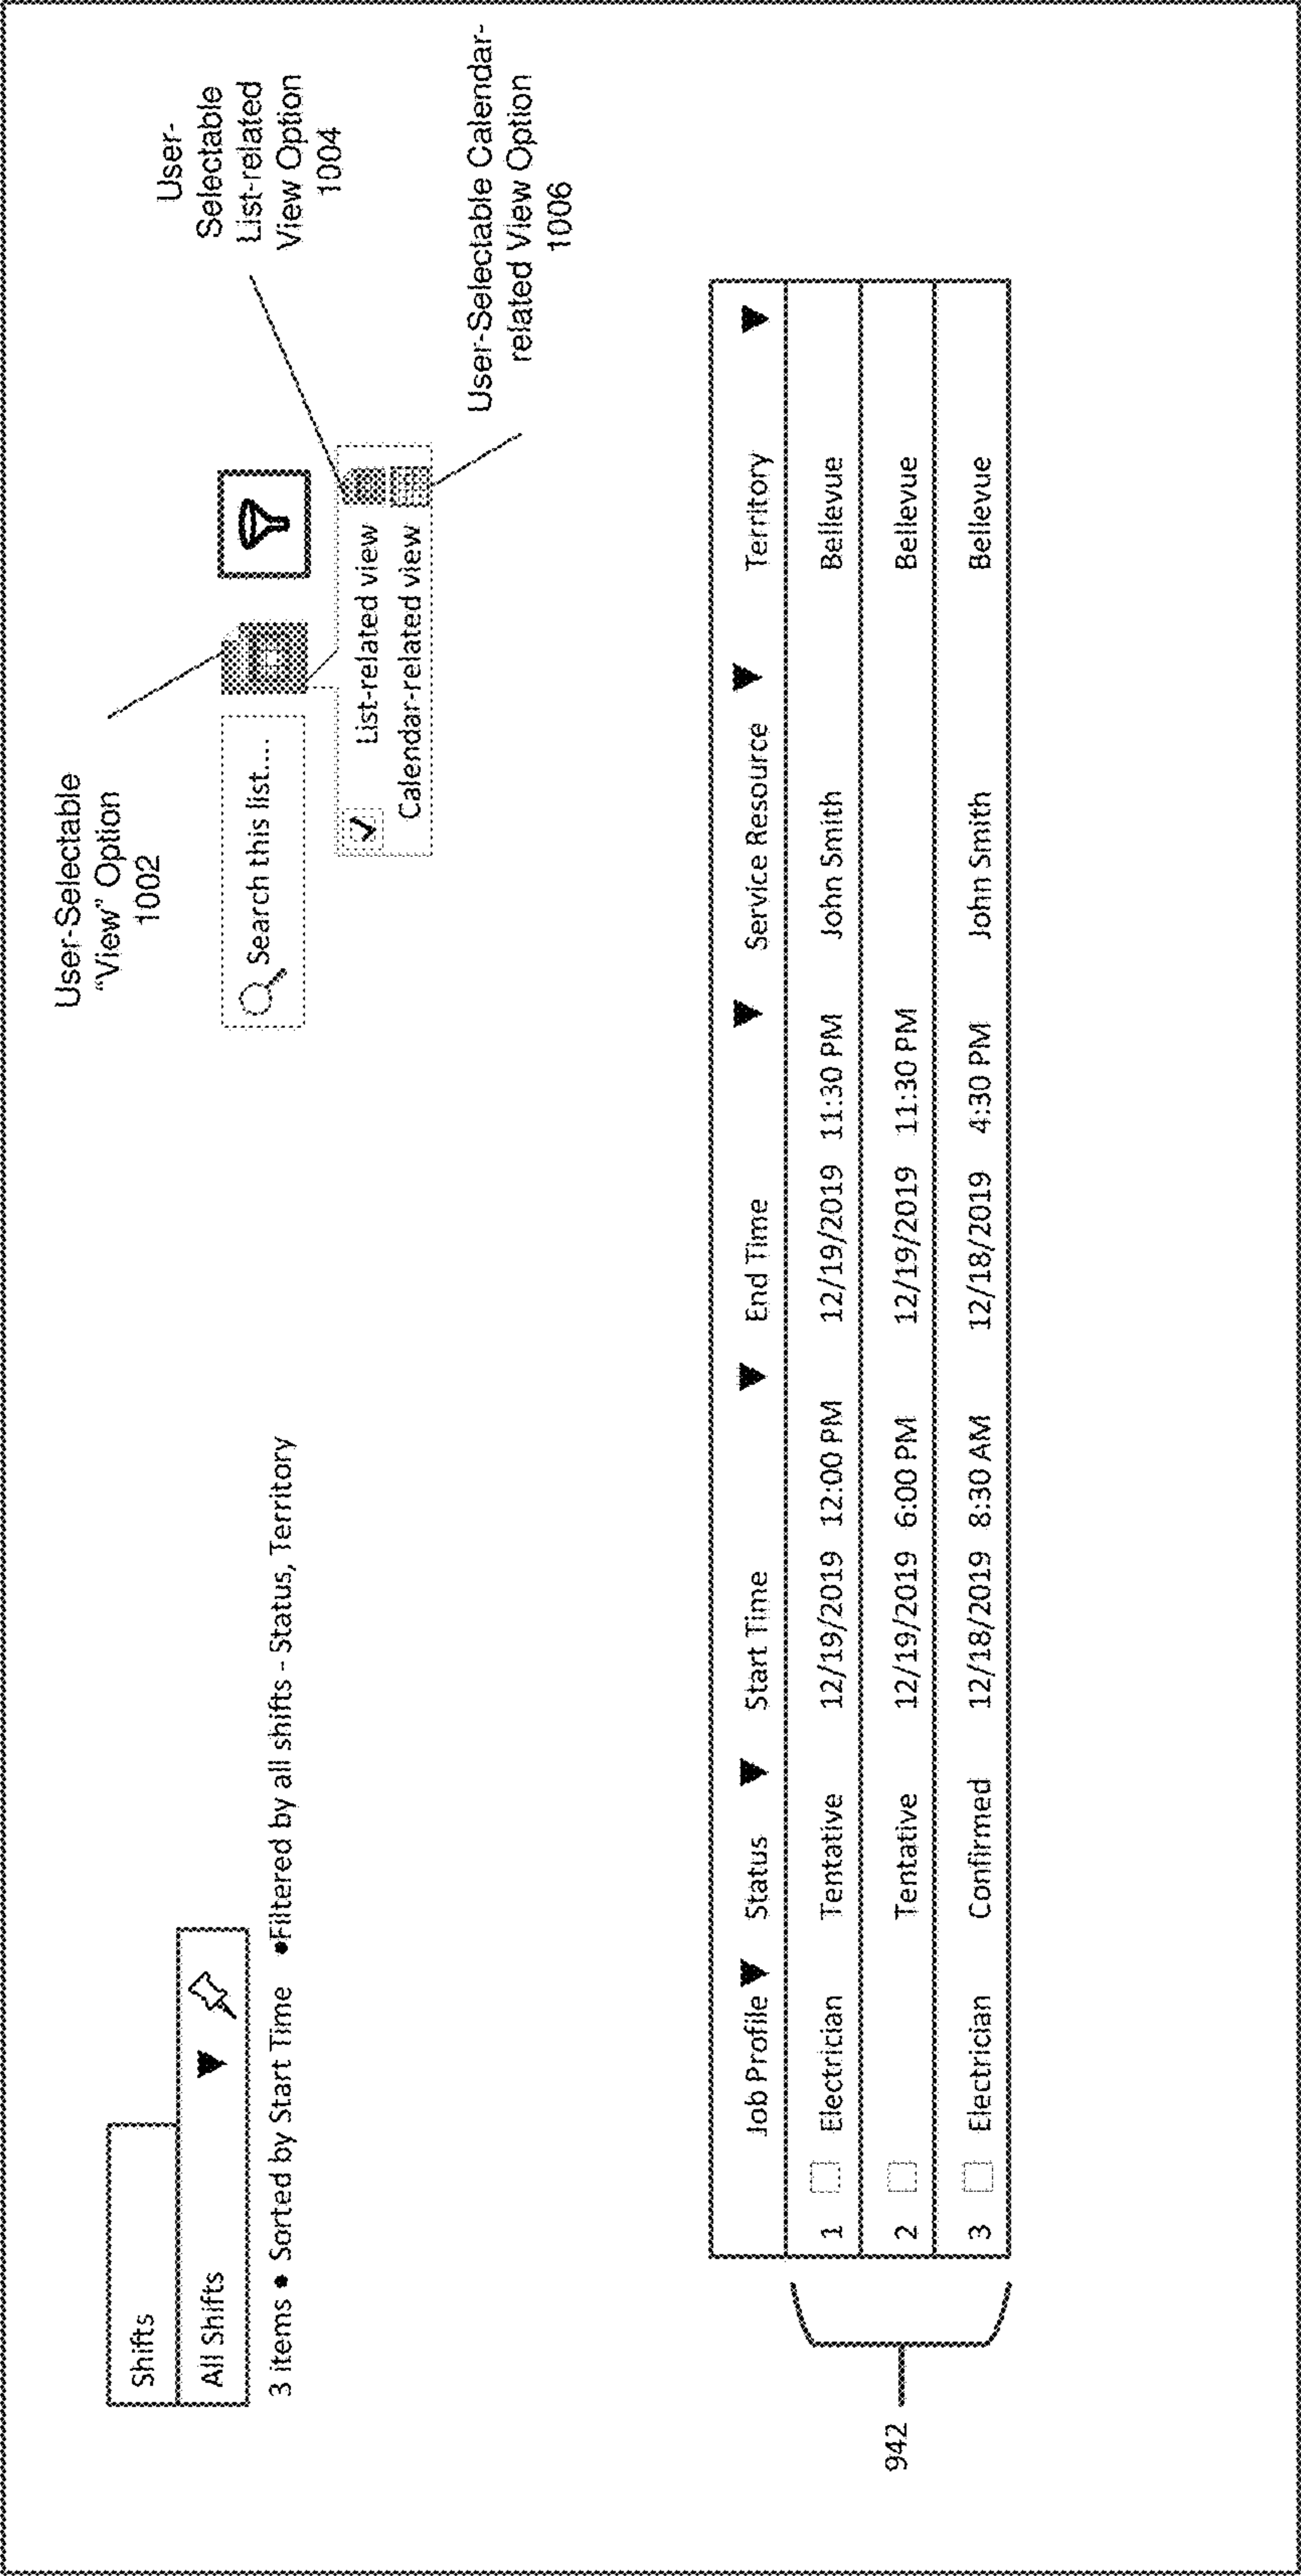 User-Selectable
“View” Option
1002
User-
Selectable
List-related
View Option
1004
Shifts
All Shifts
Search this list....
3 items • Sorted by Start Time •Filtered by all shifts - Status, Territory
List-related view
Calendar-related view
User-Selectable Calendar-
related View Option
1006
Job Profile Status Start Time End Time Service Resource Territory
1 Electrician Tentative 12/19/2019 12:00 PM 12/19/2019 11:30 PM John Smith Bellevue
2 Tentative 12/19/2019 6:00 PM 12/19/2019 11:30 PM Bellevue
3 Electrician Confirmed 12/18/2019 8:30 AM 12/18/2019 4:30 PM John Smith Bellevue
942